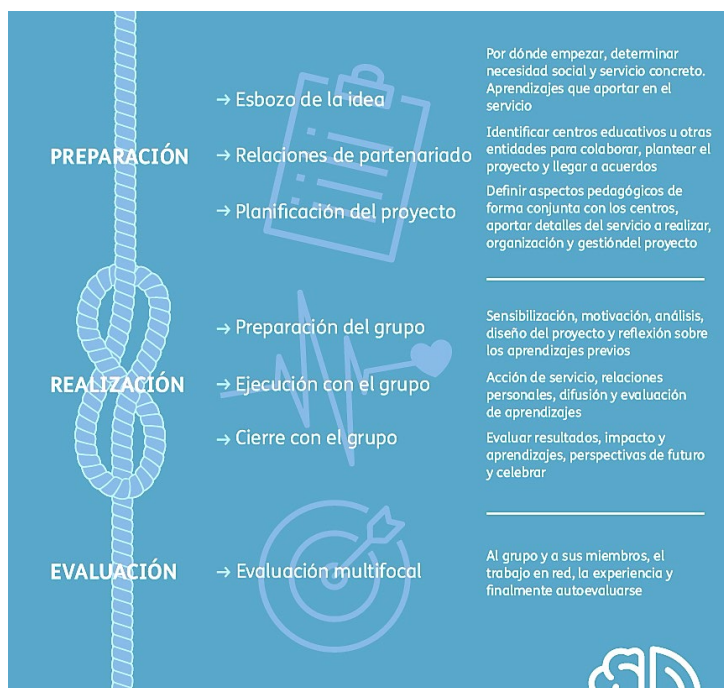 PREPARACIÓN
→ Esbozo de la idea
Por dónde empezar, determinar
necesidad social y servicio concreto.
Aprendizajes que aportar en el
servicio
→ Relaciones de partenariado
Identificar centros educativos u otras
entidades para colaborar, plantear el
proyecto y llegar a acuerdos
→ Planificación del proyecto
Definir aspectos pedagógicos de
forma conjunta con los centros,
aportar detalles del servicio a realizar,
organización y gestióndel proyecto
REALIZACIÓN
→ Preparación del grupo
Sensibilización, motivación, análisis,
diseño del proyecto y reflexión sobre
los aprendizajes previos
→ Ejecución con el grupo
Acción de servicio, relaciones
personales, difusión y evaluación
de aprendizajes
→ Cierre con el grupo
Evaluar resultados, impacto y
aprendizajes, perspectivas de futuro
y celebrar
EVALUACIÓN
→ Evaluación multifocal
Al grupo y a sus miembros, el
trabajo en red, la experiencia y
finalmente autoevaluarse